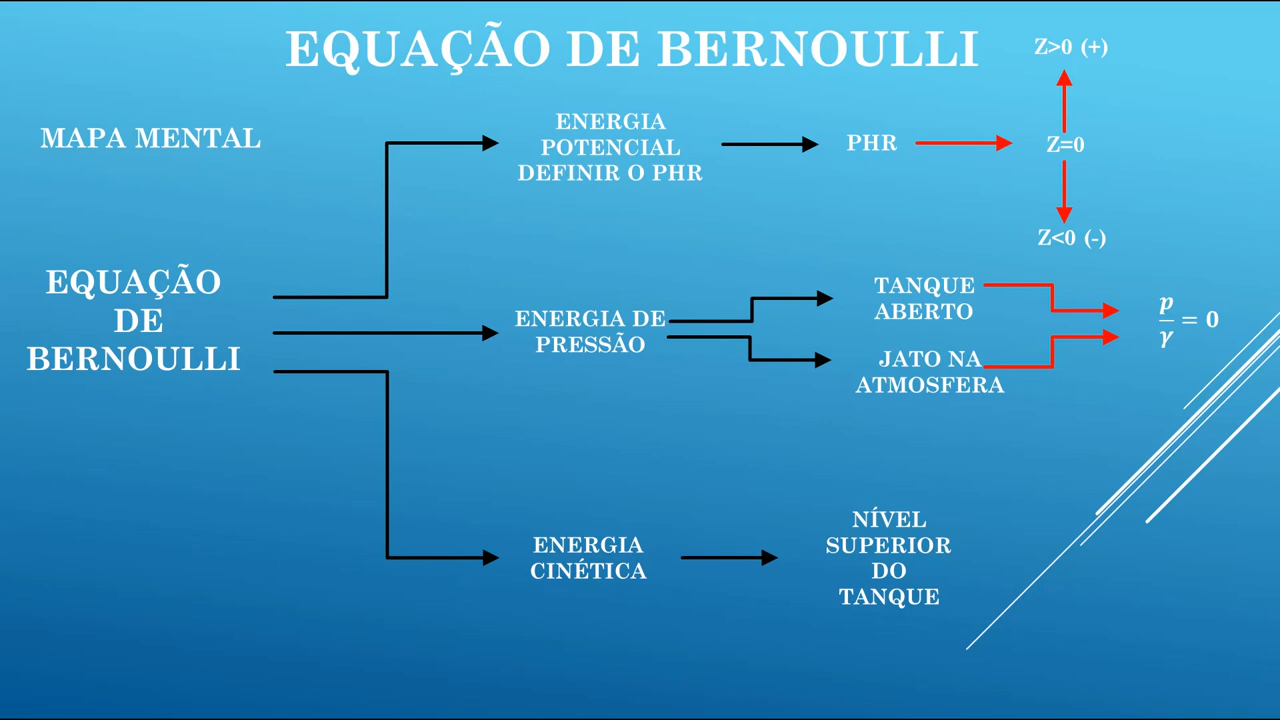 EQUAÇÃO DE BERNOULLI
MAPA MENTAL
EQUAÇÃO
DE
BERNOULLI
ENERGIA
POTENCIAL
DEFINIR O PHR
PHR
Z>0 (+)
Z=0
Z<0 (-)
ENERGIA DE
PRESSÃO
TANQUE
ABERTO
JATO NA
ATMOSFERA
p/γ = 0
ENERGIA
CINÉTICA
NÍVEL
SUPERIOR
DO
TANQUE